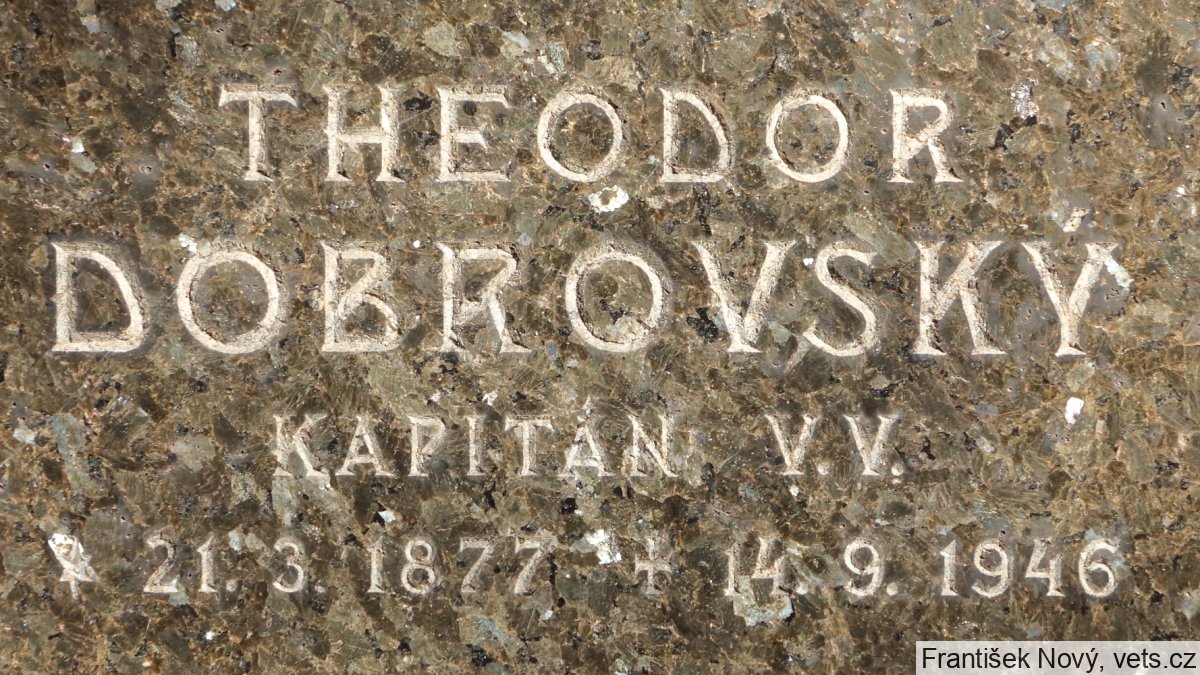 THEODOR
DOBROVSKÝ
KAPITÁN V.V.
* 21. 3. 1877 + 14. 9. 1946
František Nový, vets.cz